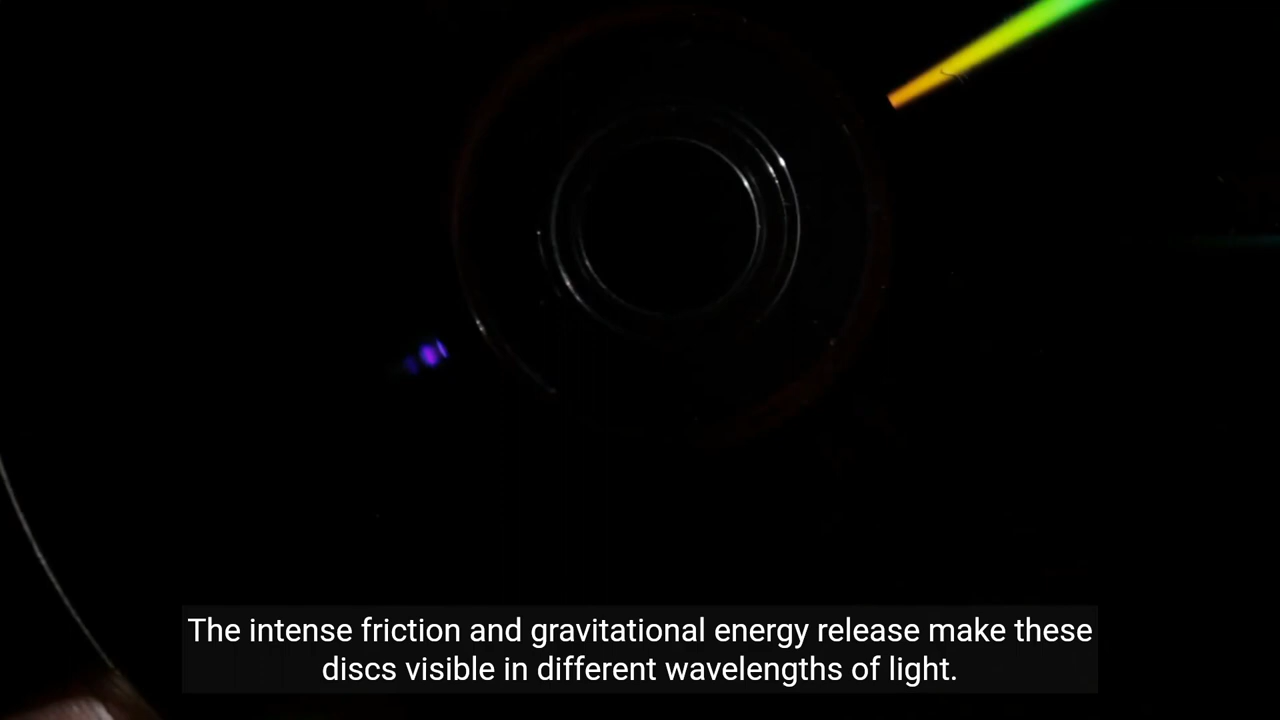 The intense friction and gravitational energy release make these
discs visible in different wavelengths of light.